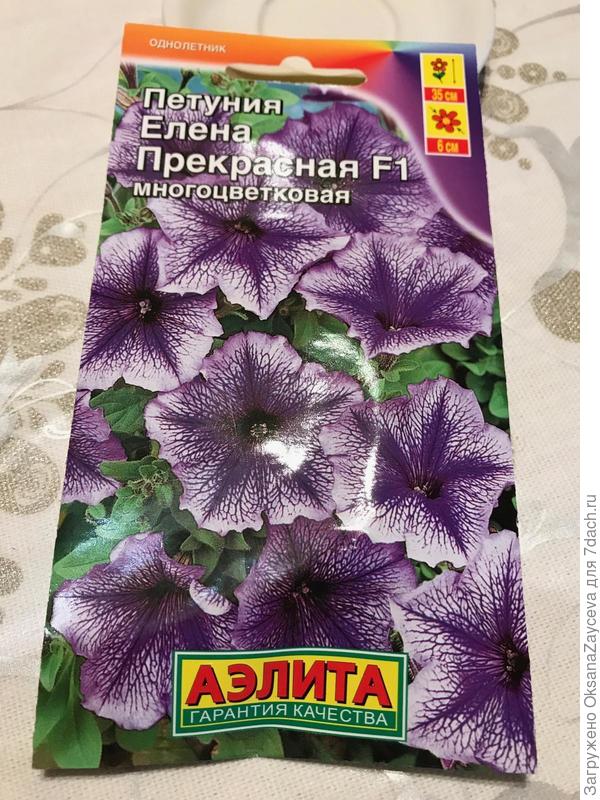 ОДНОЛЕТНИК
Петуния
Елена
Прекрасная F1
многоцветковая
35 см
6 см
АЭЛИТА
ГАРАНТИЯ КАЧЕСТВА
Загружено OksanaZayceva для 7dach.ru